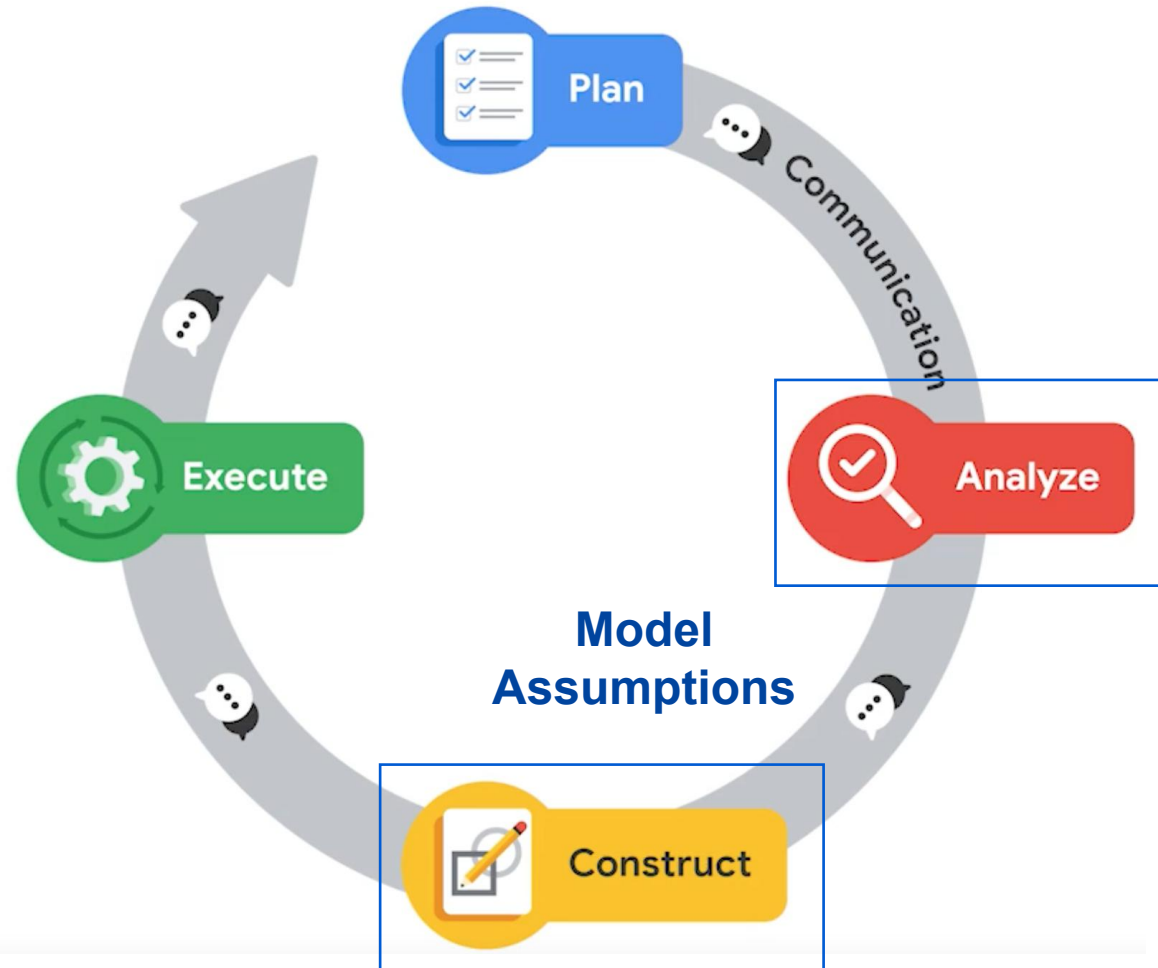 Plan
Communication
Analyze
Execute
Model
Assumptions
Construct